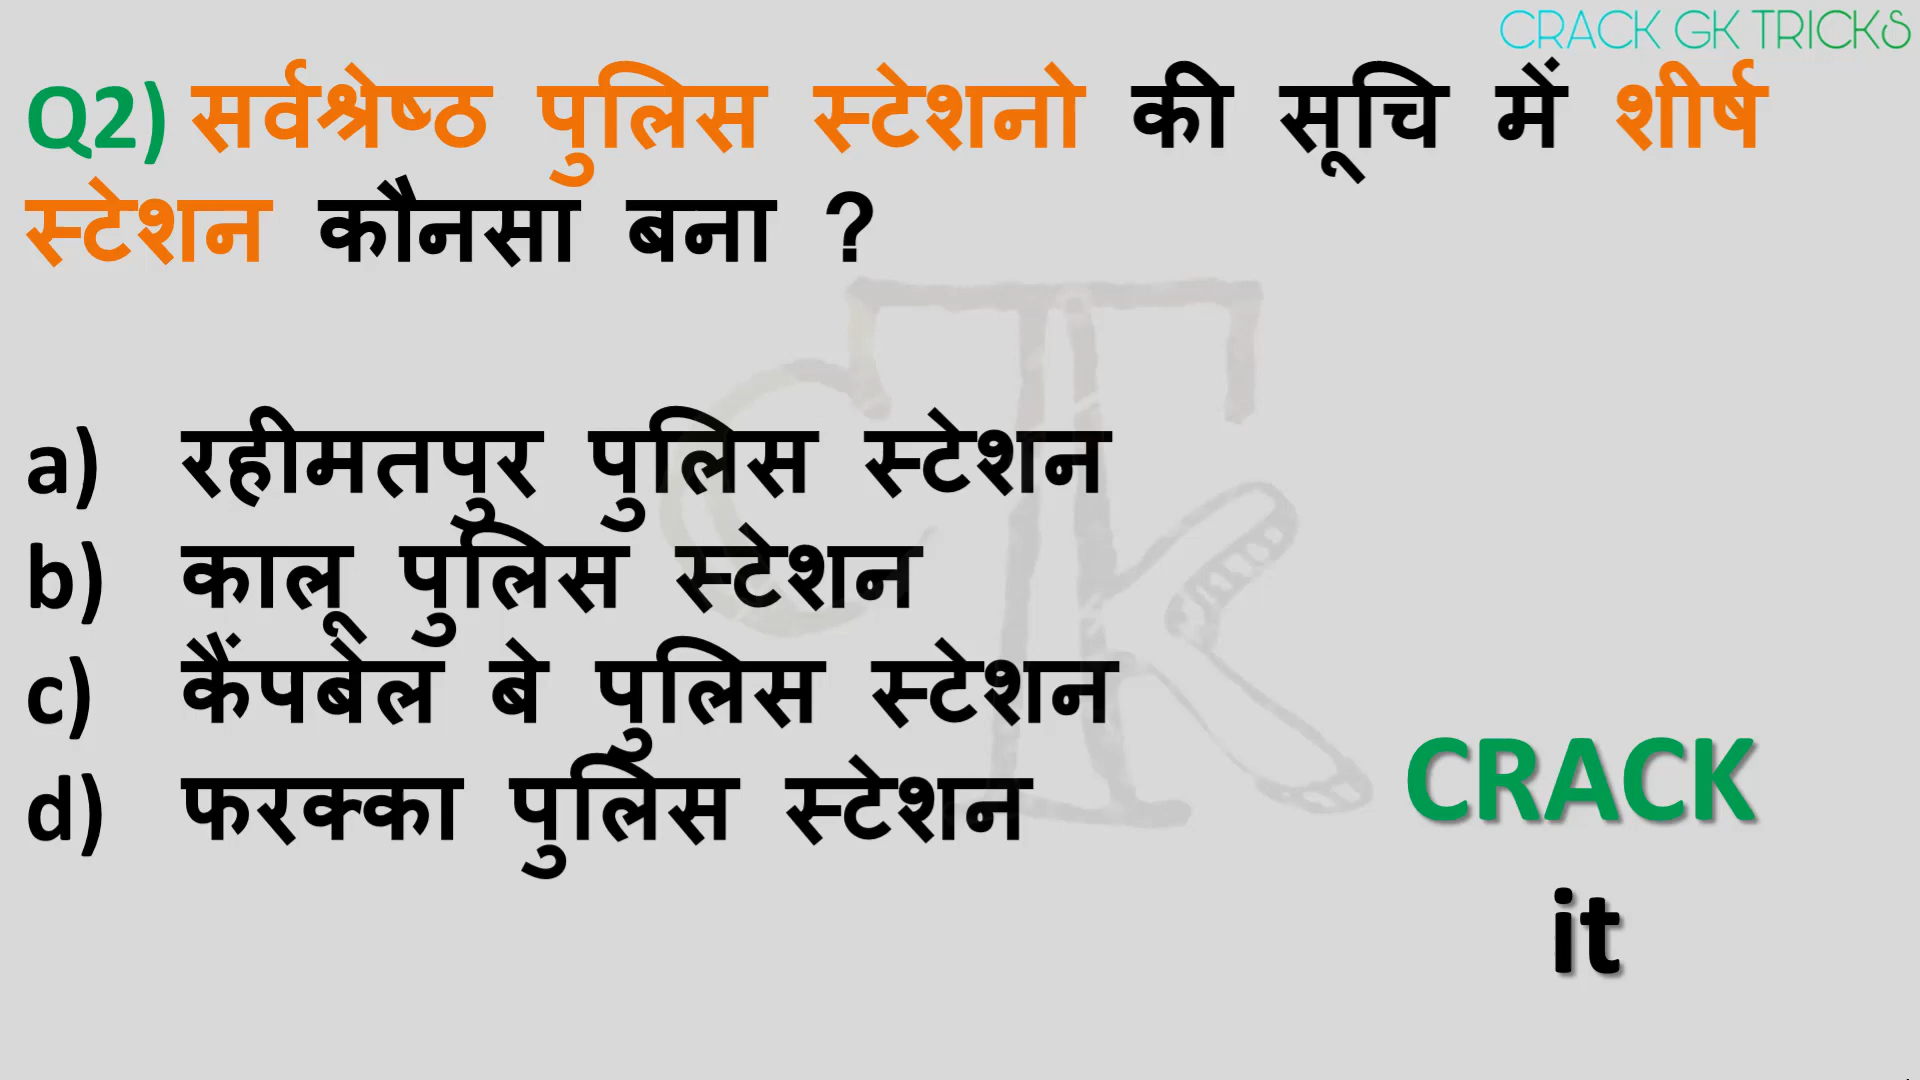 CRACK GK TRICKS
Q2) सर्वश्रेष्ठ पुलिस स्टेशनो की सूचि में शीर्ष
स्टेशन कौनसा बना ?
a) रहीमतपुर पुलिस स्टेशन
b) कालू पुलिस स्टेशन
c) कैंपबेल बे पुलिस स्टेशन
d) फरक्का पुलिस स्टेशन
CRACK
it